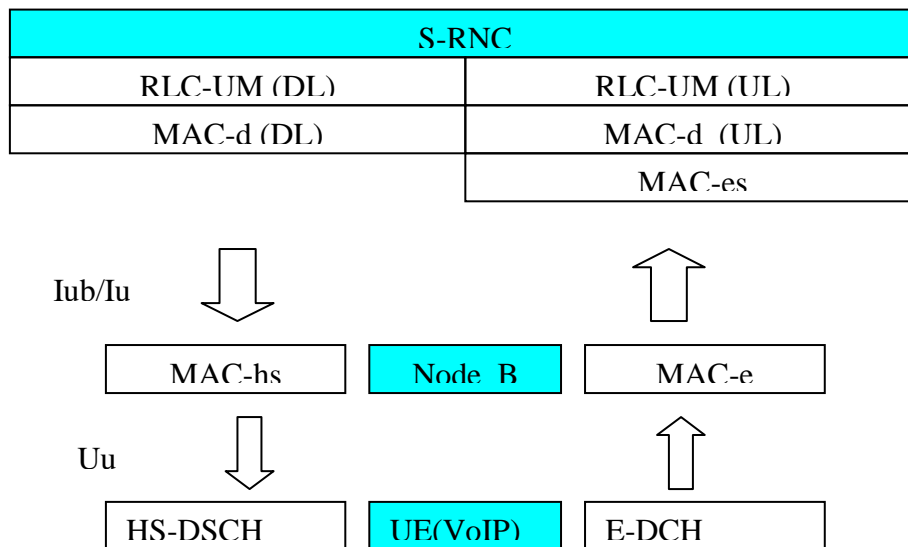 S-RNC
RLC-UM (DL) RLC-UM (UL)
MAC-d (DL) MAC-d (UL)
MAC-es
Iub/Iu
MAC-hs Node B MAC-e
Uu
HS-DSCH UE(VoIP) E-DCH